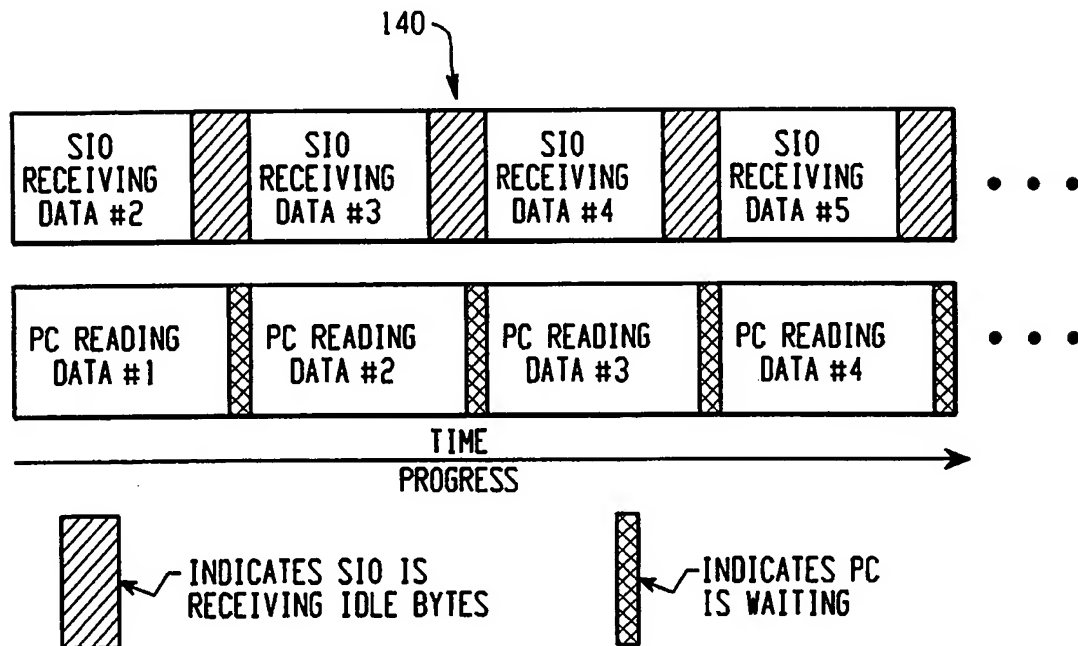 140
SIO
RECEIVING
DATA #2
SIO
RECEIVING
DATA #3
SIO
RECEIVING
DATA #4
SIO
RECEIVING
DATA #5
PC READING
DATA #1
PC READING
DATA #2
PC READING
DATA #3
PC READING
DATA #4
TIME
PROGRESS
INDICATES SIO IS
RECEIVING IDLE BYTES
INDICATES PC
IS WAITING